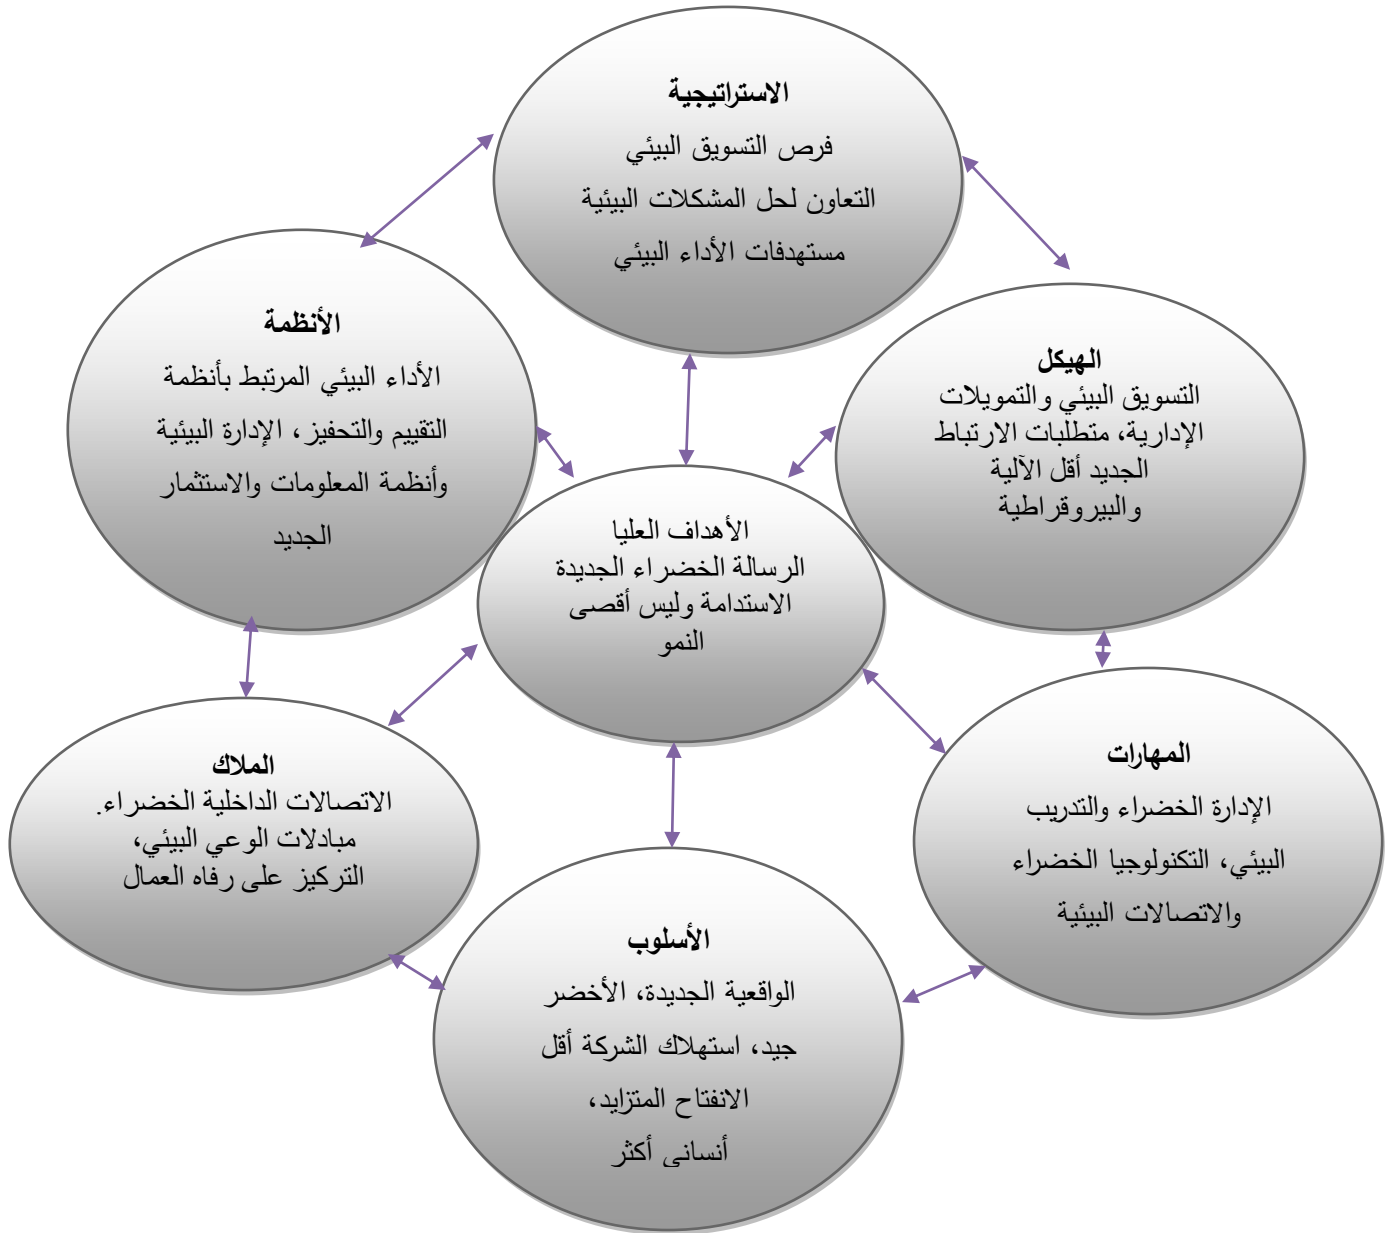 الاستراتيجية
فرص التسويق البيئي
التعاون لحل المشكلات البيئية
مستهدفات الأداء البيئي
الهيكل
التسويق البيئي والتمويلات
الإدارية، متطلبات الارتباط
الجديد أقل الآلية
والبيروقراطية
الأنظمة
الأداء البيئي المرتبط بأنظمة
التقييم والتحفيز، الإدارة البيئية
وأنظمة المعلومات والاستثمار
الجديد
الأهداف العليا
الرسالة الخضراء الجديدة
الاستدامة وليس أقصى
النمو
المهارات
الإدارة الخضراء والتدريب
البيئي، التكنولوجيا الخضراء
والاتصالات البيئية
الملاك
الاتصالات الداخلية الخضراء.
مبادلات الوعي البيئي،
التركيز على رفاه العمال
الأسلوب
الواقعية الجديدة، الأخضر
جيد، استهلاك الشركة أقل
الانفتاح المتزايد،
أنساني أكثر